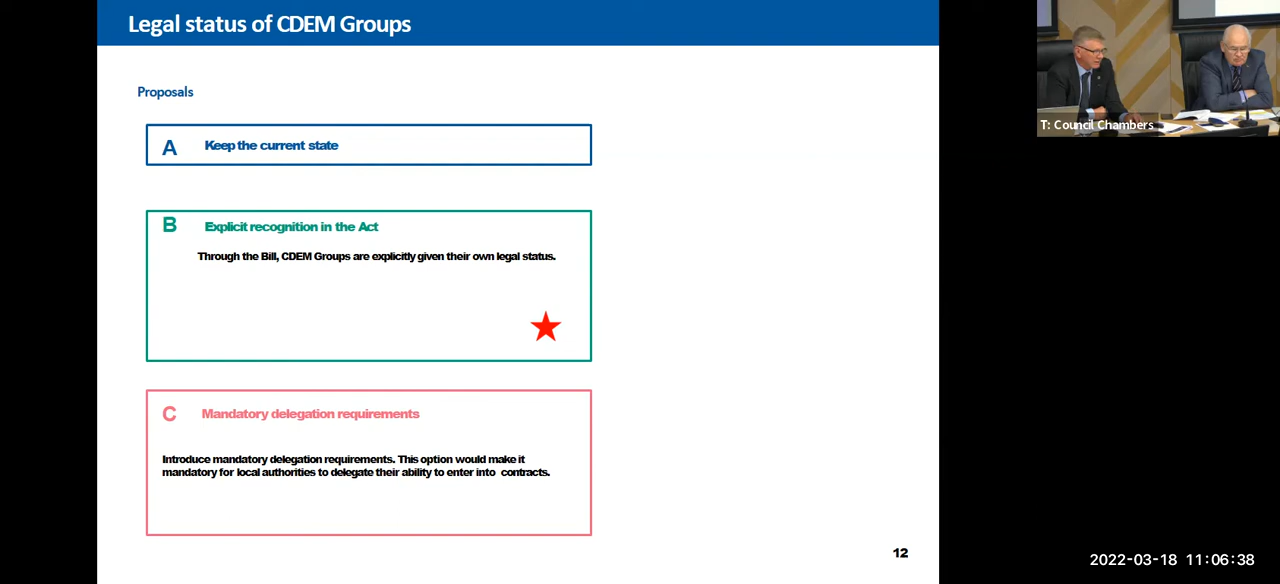 Legal status of CDEM Groups
Proposals
A Keep the current state
B Explicit recognition in the Act
Through the Bill, CDEM Groups are explicitly given their own legal status.
C Mandatory delegation requirements
Introduce mandatory delegation requirements. This option would make it
mandatory for local authorities to delegate their ability to enter into contracts.
12
T: Council Chambers
2022-03-18 11:06:38